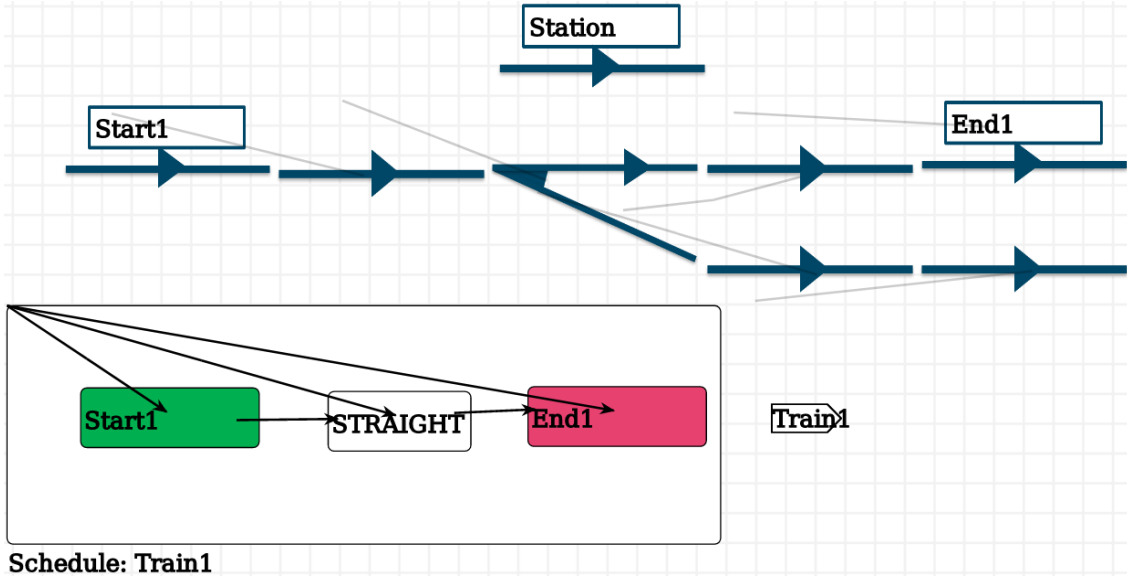 Station
Start1
End1
Start1
STRAIGHT
End1
Train1
Schedule: Train1